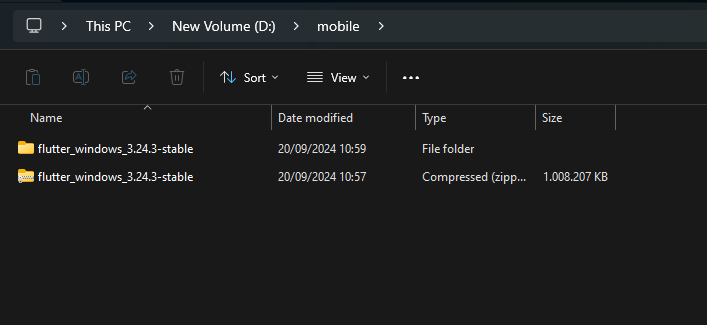 This PC > New Volume (D:) > mobile >
Sort View •••
Name Date modified Type Size
flutter_windows_3.24.3-stable 20/09/2024 10:59 File folder
flutter_windows_3.24.3-stable 20/09/2024 10:57 Compressed (zipp... 1.008.207 KB